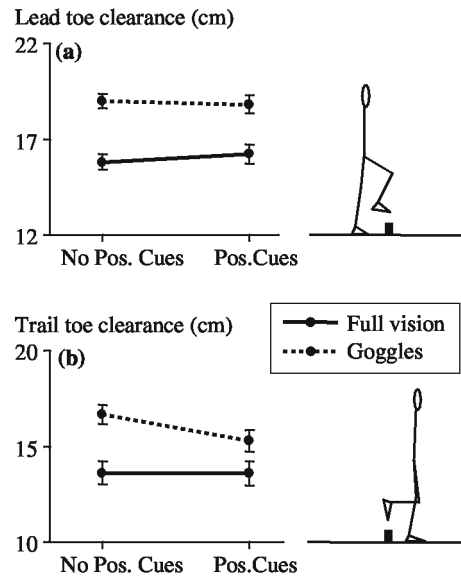 Lead toe clearance (cm)
22
(a)
17
12
No Pos. Cues Pos.Cues
Trail toe clearance (cm)
Full vision
Goggles
20
(b)
15
10
No Pos. Cues Pos.Cues